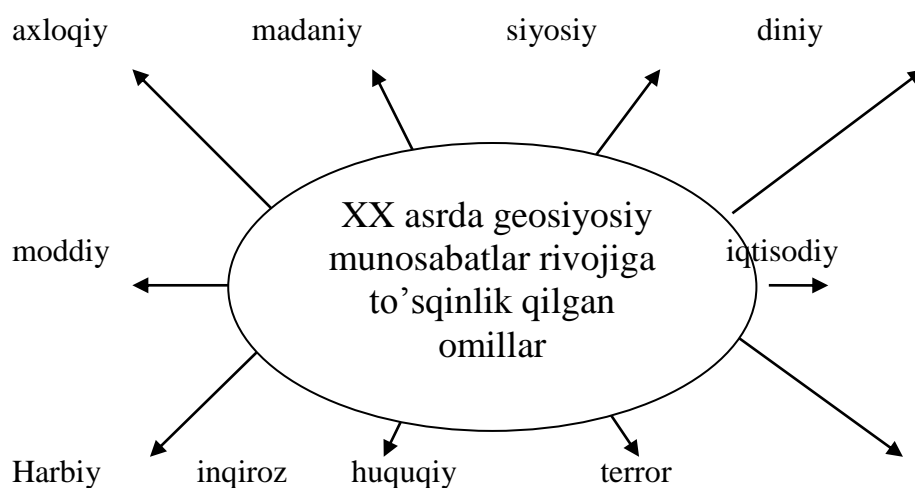 axloqiy madaniy siyosiy diniy
XX asrda geosiyosiy
munosabatlar rivojiga
to’sqinlik qilgan
omillar
moddiy
iqtisodiy
Harbiy inqiroz huquqiy terror